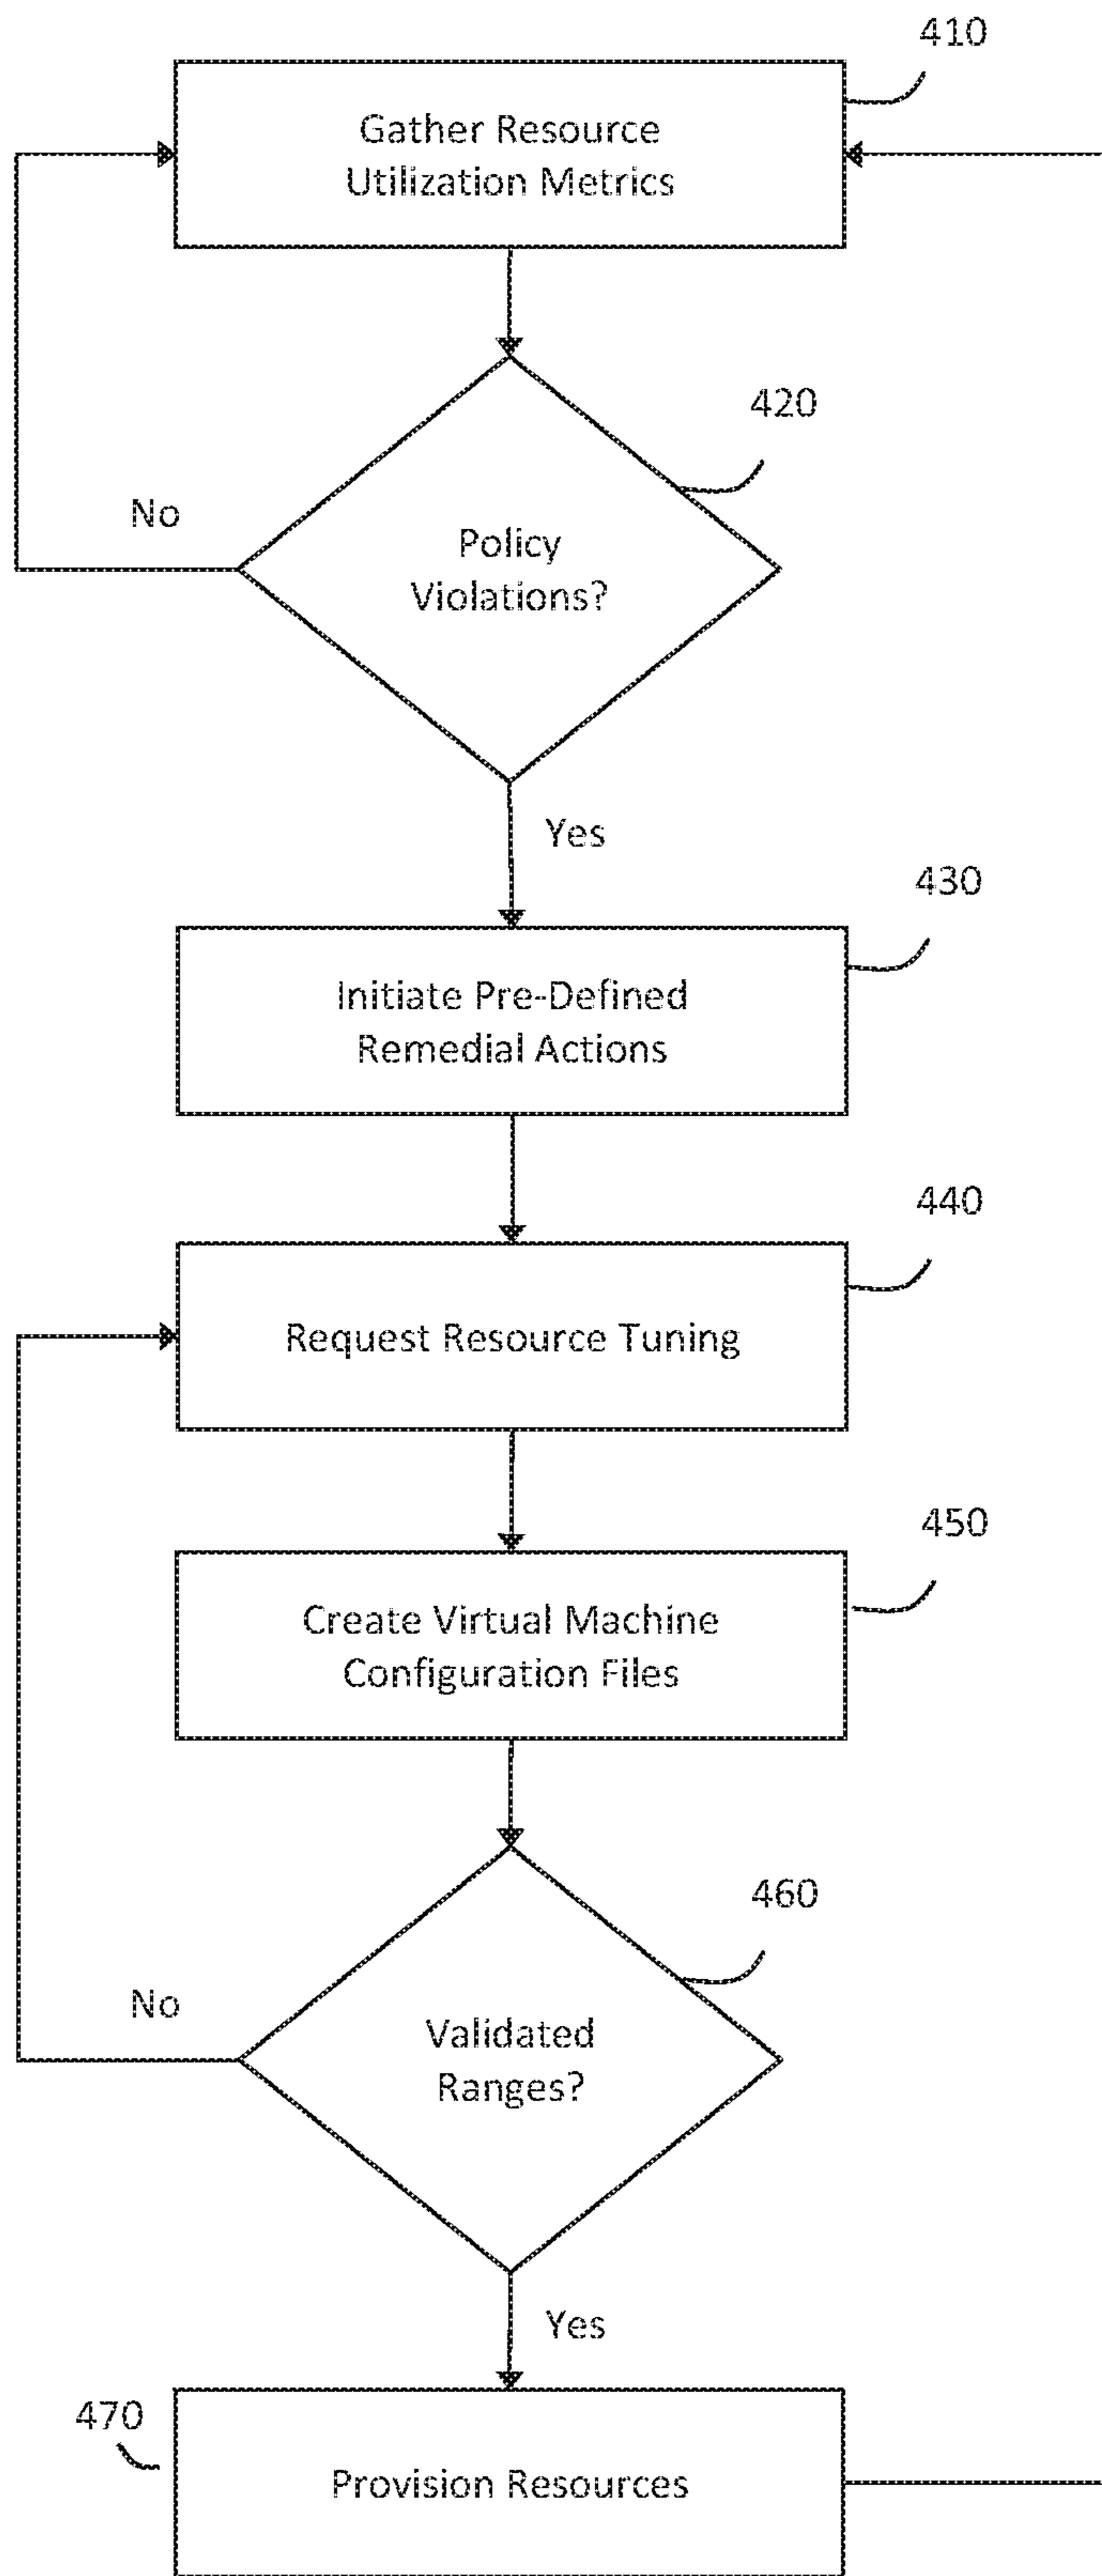 410
Gather Resource
Utilization Metrics
420
No
Policy
Violations?
Yes
430
Initiate Pre-Defined
Remedial Actions
440
Request Resource Tuning
450
Create Virtual Machine
Configuration Files
460
No
Validated
Ranges?
Yes
470
Provision Resources